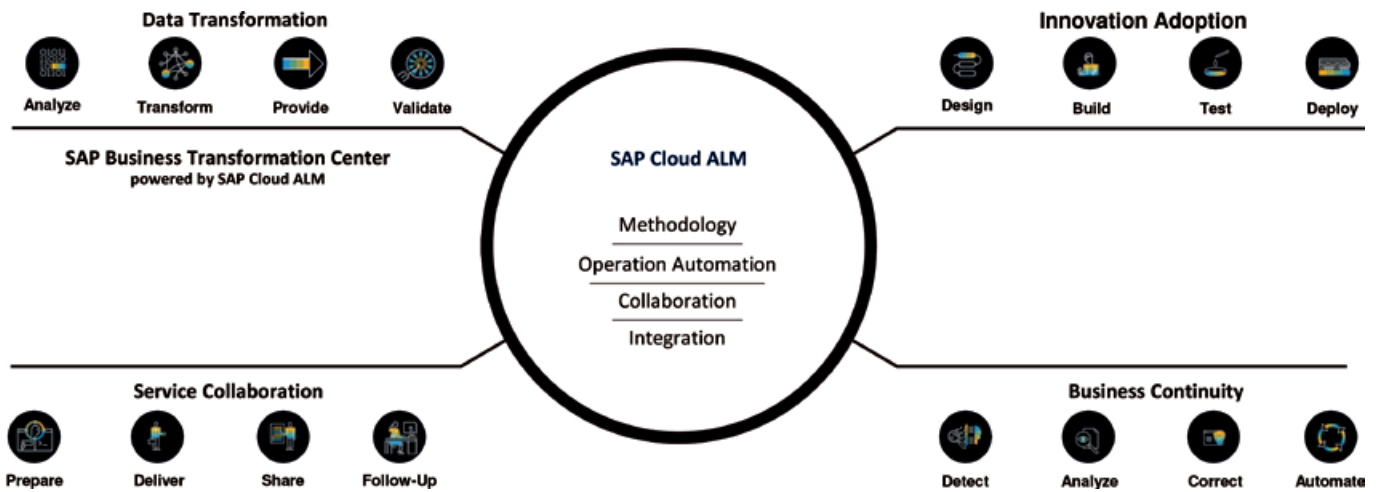 Data Transformation
Analyze Transform Provide Validate
SAP Business Transformation Center
powered by SAP Cloud ALM
Innovation Adoption
Design Build Test Deploy
SAP Cloud ALM
Methodology
Operation Automation
Collaboration
Integration
Service Collaboration
Prepare Deliver Share Follow-Up
Business Continuity
Detect Analyze Correct Automate